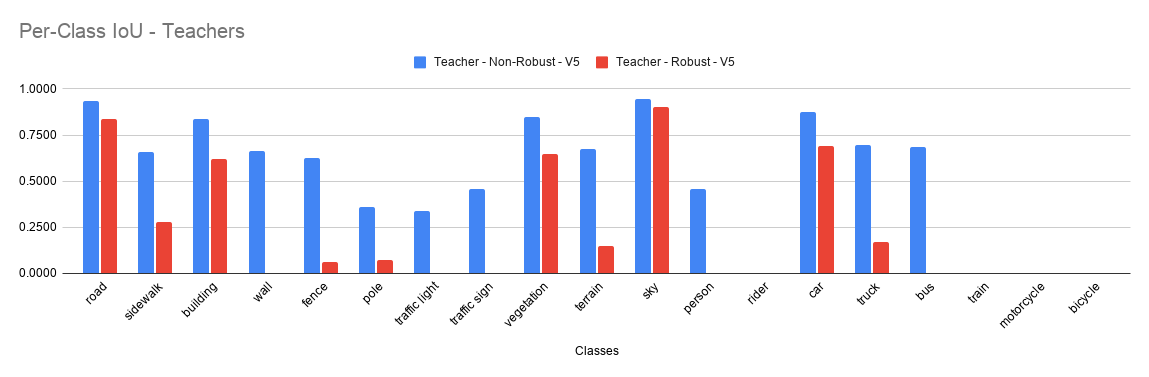 Per-Class IoU - Teachers
Teacher - Non-Robust - V5
Teacher - Robust - V5
1.0000
0.7500
0.5000
0.2500
0.0000
road
sidewalk
building
wall
fence
pole
traffic light
traffic sign
vegetation
terrain
sky
person
rider
car
truck
bus
train
motorcycle
bicycle
Classes